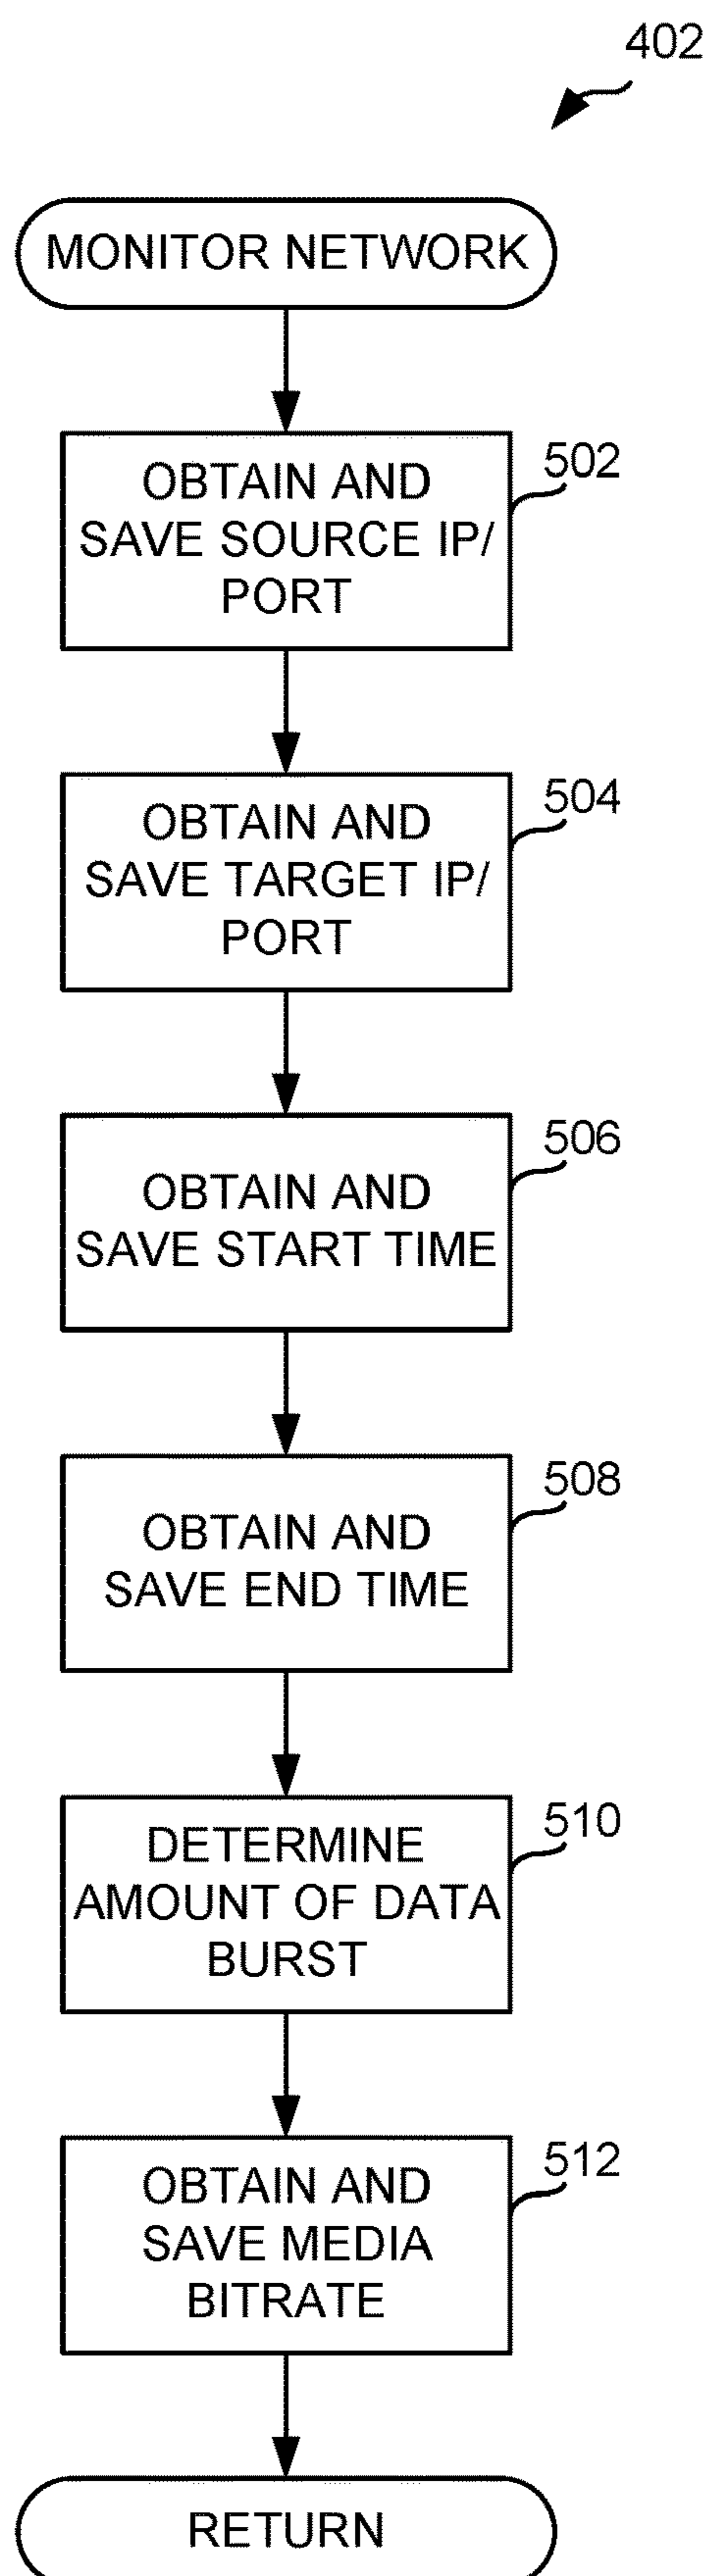 402
MONITOR NETWORK
OBTAIN AND
SAVE SOURCE IP/
PORT
502
OBTAIN AND
SAVE TARGET IP/
PORT
504
OBTAIN AND
SAVE START TIME
506
OBTAIN AND
SAVE END TIME
508
DETERMINE
AMOUNT OF DATA
BURST
510
OBTAIN AND
SAVE MEDIA
BITRATE
512
RETURN